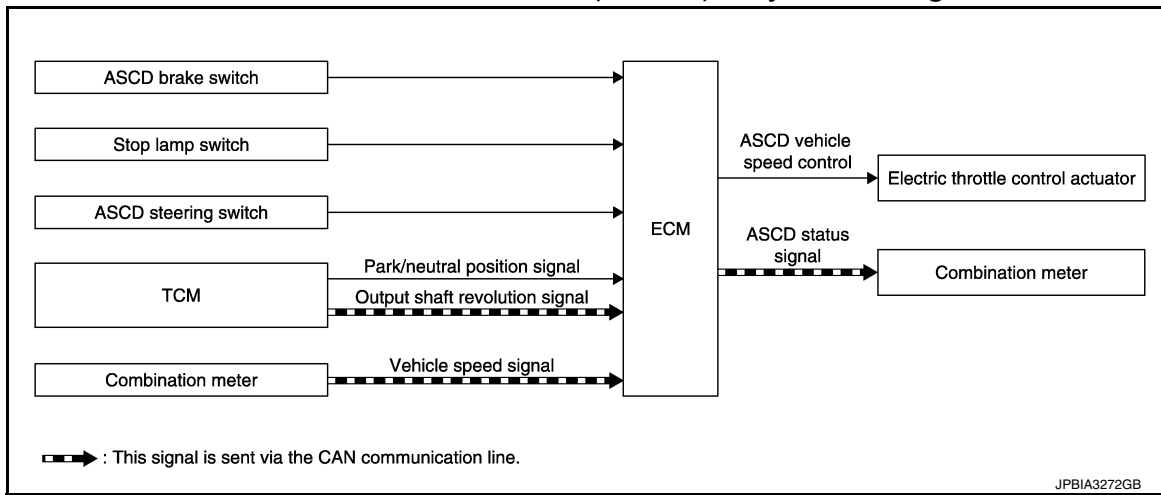 ASCD brake switch
Stop lamp switch
ASCD steering switch
TCM
Park/neutral position signal
Output shaft revolution signal
Combination meter
Vehicle speed signal
ECM
ASCD vehicle
speed control
Electric throttle control actuator
ASCD status
signal
Combination meter
: This signal is sent via the CAN communication line.
JPBIA3272GB